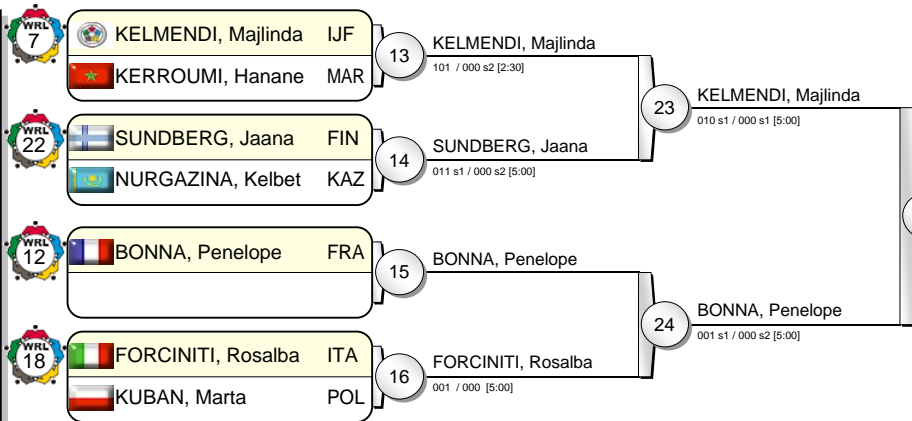 WRL
7
KELMENDI, Majlinda IJF
KERROUMI, Hanane MAR
13
KELMENDI, Majlinda
101 / 000 s2 [2:30]
WRL
22
SUNDBERG, Jaana FIN
NURGAZINA, Kelbet KAZ
14
SUNDBERG, Jaana
011 s1 / 000 s2 [5:00]
23
KELMENDI, Majlinda
010 s1 / 000 s1 [5:00]
WRL
12
BONNA, Penelope FRA
15
BONNA, Penelope
WRL
18
FORCINITI, Rosalba ITA
KUBAN, Marta POL
16
FORCINITI, Rosalba
001 / 000 [5:00]
24
BONNA, Penelope
001 s1 / 000 s2 [5:00]